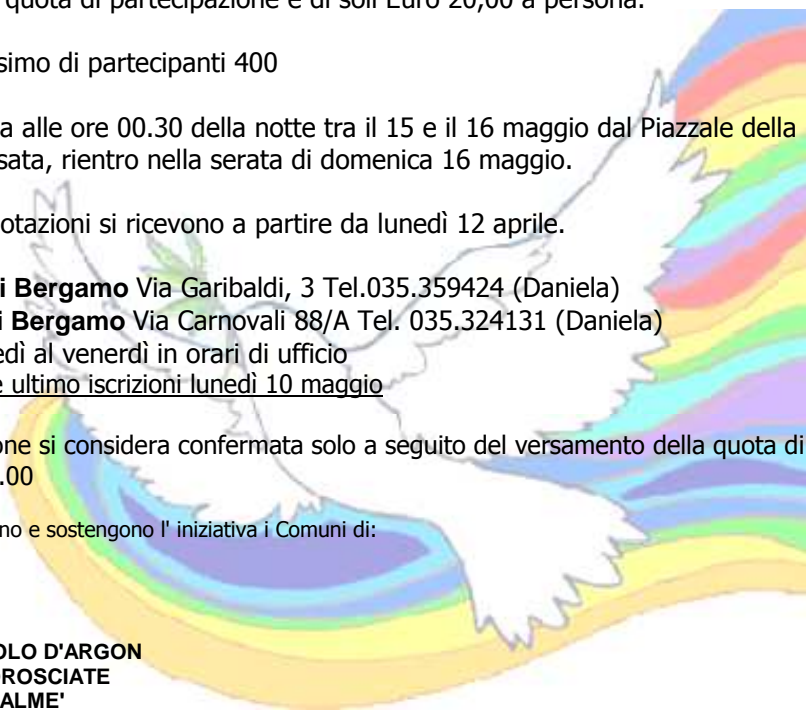 quota di partecipazione è di soli Euro 20,00 a persona.
simo di partecipanti 400
a alle ore 00.30 della notte tra il 15 e il 16 maggio dal Piazzale della
sata, rientro nella serata di domenica 16 maggio.
otazioni si ricevono a partire da lunedì 12 aprile.
i Bergamo Via Garibaldi, 3 Tel.035.359424 (Daniela)
i Bergamo Via Carnovali 88/A Tel. 035.324131 (Daniela)
edì al venerdì in orari di ufficio
e ultimo iscrizioni lunedì 10 maggio
one si considera confermata solo a seguito del versamento della quota di
.00
no e sostengono l' iniziativa i Comuni di:
OLO D'ARGON
ROSCIATE
ALME'